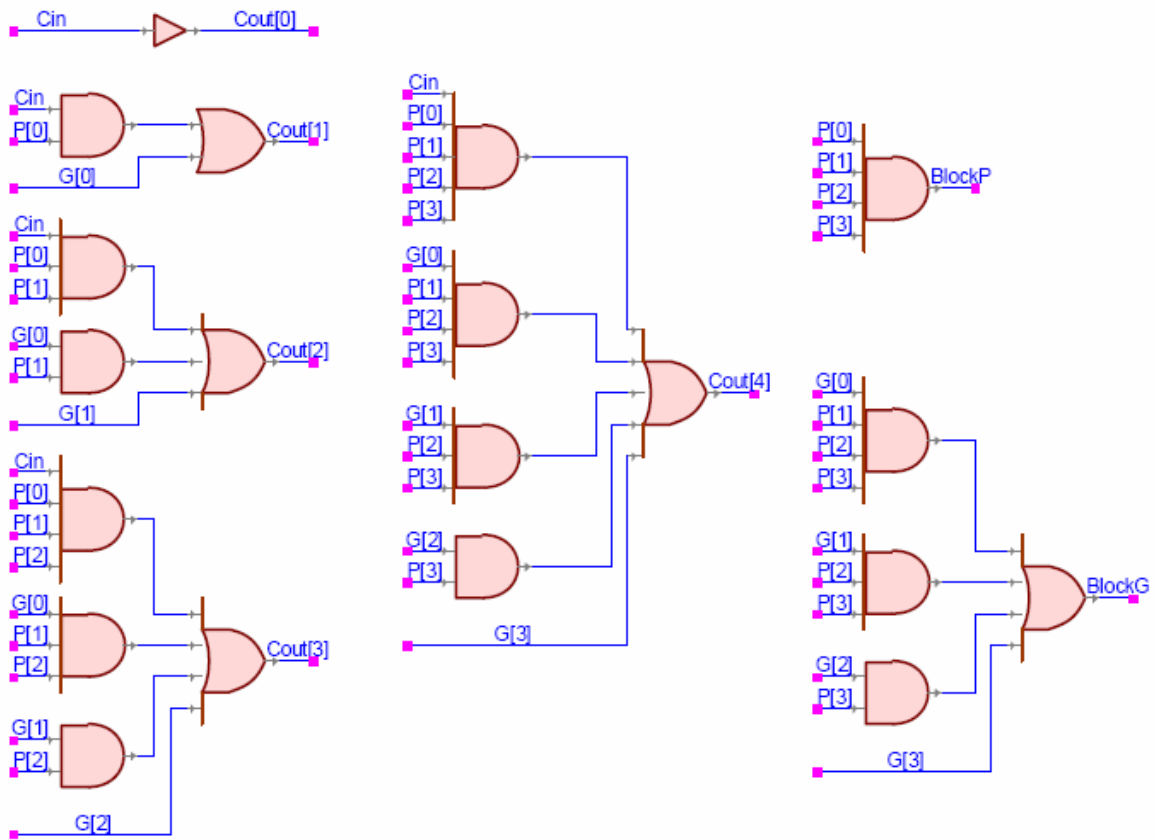 Cin
Cout[0]
Cin
P[0]
G[0]
Cout[1]
Cin
P[0]
P[1]
G[0]
P[1]
G[1]
Cout[2]
Cin
P[0]
P[1]
P[2]
G[0]
P[1]
P[2]
G[1]
P[2]
G[2]
Cout[3]
Cin
P[0]
P[1]
P[2]
P[3]
G[0]
P[1]
P[2]
P[3]
G[1]
P[2]
P[3]
G[2]
P[3]
G[3]
Cout[4]
P[0]
P[1]
P[2]
P[3]
BlockP
G[0]
P[1]
P[2]
P[3]
G[1]
P[2]
P[3]
G[2]
P[3]
G[3]
BlockG